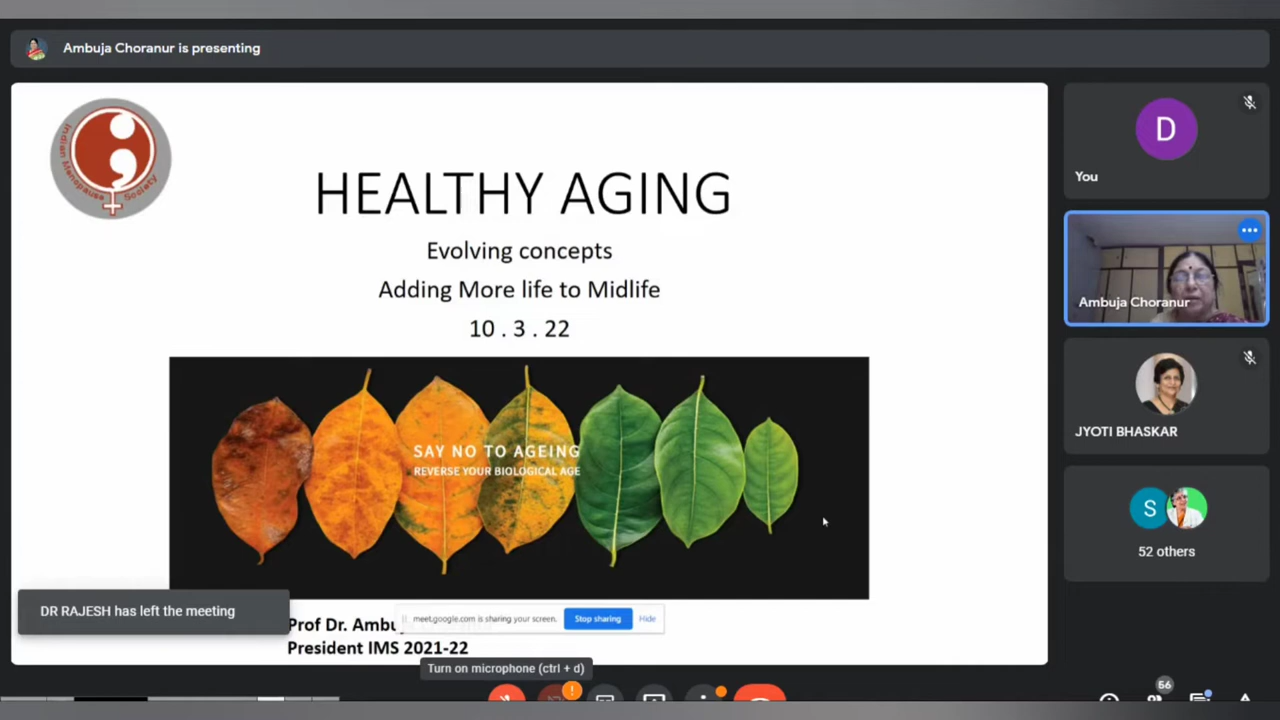 Ambuja Choranur is presenting
Indian Menopause Society
HEALTHY AGING
Evolving concepts
Adding More life to Midlife
10 . 3 . 22
SAY NO TO AGEING
REVERSE YOUR BIOLOGICAL AGE
DR RAJESH has left the meeting
Prof Dr.
meet.google.com is sharing your screen.
Stop sharing
Hide
President IMS 2021-22
Turn on microphone (ctrl + d)
D
You
Ambuja Choranur
JYOTI BHASKAR
S
52 others
56